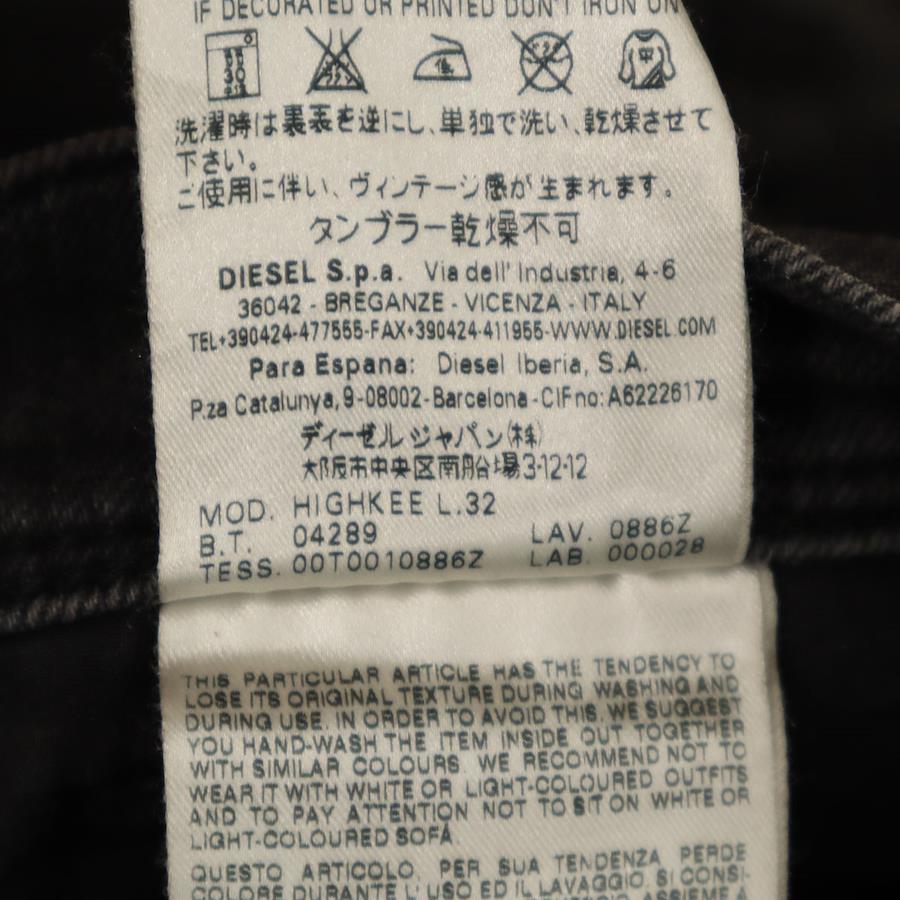 IF DECORATED OR PRINTED DON'T IRON ON
30
中性
低
中
洗濯時は裏表を逆にし、単独で洗い、乾燥させて
下さい。
ご使用に伴い、ヴィンテージ感が生まれます。
タンブラー乾燥不可
DIESEL S.p.a. Via dell' Industria, 4-6
36042 - BREGANZE - VICENZA - ITALY
TEL+390424-477555-FAX+390424-411955-WWW.DIESEL.COM
Para Espana: Diesel Iberia, S.A.
P.za Catalunya, 9 -08002- Barcelona - CIF no: A62226170
ディーゼル ジャパン(株)
大阪市中央区南船場3-12-12
MOD. HIGHKEE L.32
B.T. 04289 LAV. 0886Z
TESS. 00T0010886Z LAB. 000028
THIS PARTICULAR ARTICLE HAS THE TENDENCY TO
LOSE ITS ORIGINAL TEXTURE DURING WASHING AND
DURING USE. IN ORDER TO AVOID THIS, WE SUGGEST
YOU HAND-WASH THE ITEM INSIDE OUT TOGETHER
WITH SIMILAR COLOURS. WE RECOMMEND NOT TO
WEAR IT WITH WHITE OR LIGHT-COLOURED OUTFITS
AND TO PAY ATTENTION NOT TO SIT ON WHITE OR
LIGHT-COLOURED SOFA.
QUESTO ARTICOLO, PER SUA TENDENZA, PERDE
COLORE DURANTE L' USO ED IL LAVAGGIO. SI CONSI-
ASSIEME A